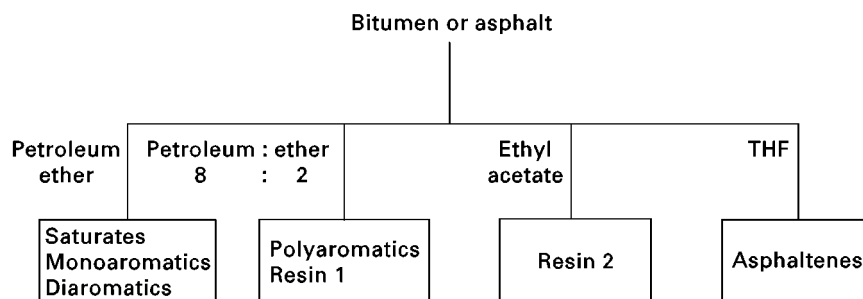 Bitumen or asphalt
Petroleum
ether
Petroleum : ether
8 : 2
Ethyl
acetate
THF
Saturates
Monoaromatics
Diaromatics
Polyaromatics
Resin 1
Resin 2
Asphaltenes